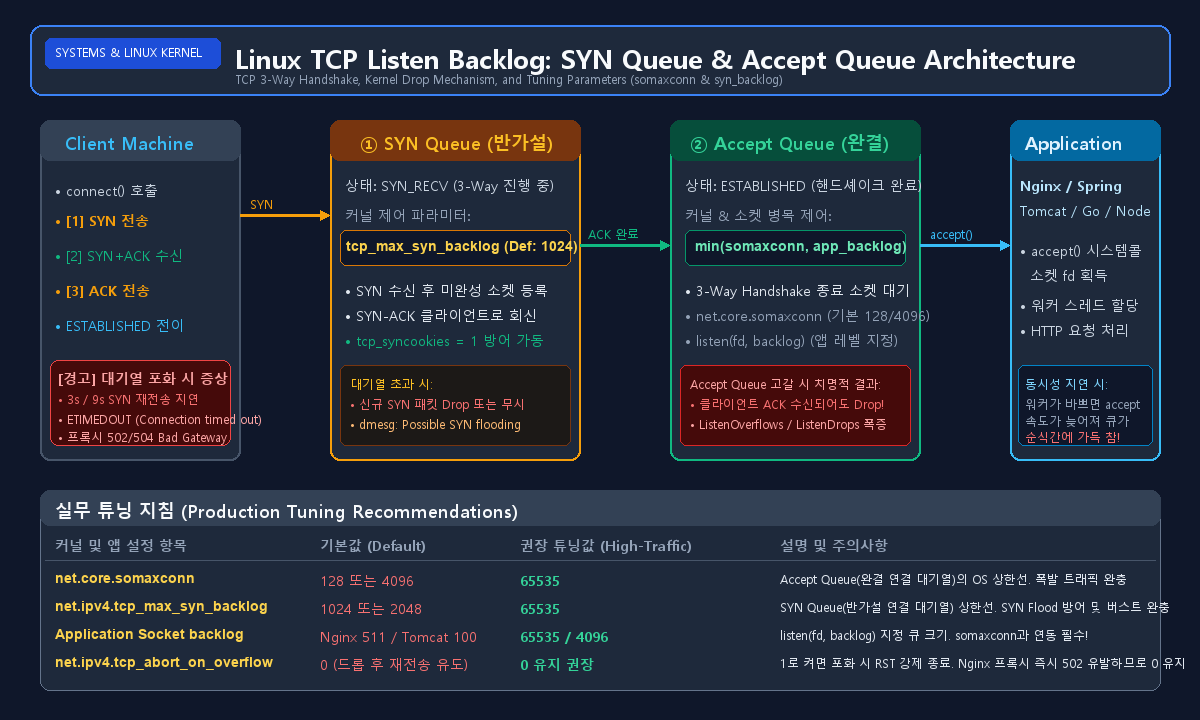 SYSTEMS & LINUX KERNEL
Linux TCP Listen Backlog: SYN Queue & Accept Queue Architecture
TCP 3-Way Handshake, Kernel Drop Mechanism, and Tuning Parameters (somaxconn & syn_backlog)
Client Machine
• connect() 호출
• [1] SYN 전송
• [2] SYN+ACK 수신
• [3] ACK 전송
• ESTABLISHED 전이
[경고] 대기열 포화 시 증상
• 3s / 9s SYN 재전송 지연
• ETIMEDOUT (Connection timed out)
• 프록시 502/504 Bad Gateway
SYN
① SYN Queue (반가설)
상태: SYN_RECV (3-Way 진행 중)
커널 제어 파라미터:
tcp_max_syn_backlog (Def: 1024)
• SYN 수신 후 미완성 소켓 등록
• SYN-ACK 클라이언트로 회신
• tcp_syncookies = 1 방어 가동
대기열 초과 시:
• 신규 SYN 패킷 Drop 또는 무시
• dmesg: Possible SYN flooding
ACK 완료
② Accept Queue (완결)
상태: ESTABLISHED (핸드셰이크 완료)
커널 & 소켓 병목 제어:
min(somaxconn, app_backlog)
• 3-Way Handshake 종료 소켓 대기
• net.core.somaxconn (기본 128/4096)
• listen(fd, backlog) (앱 레벨 지정)
Accept Queue 고갈 시 치명적 결과:
• 클라이언트 ACK 수신되어도 Drop!
• ListenOverflows / ListenDrops 폭증
accept()
Application
Nginx / Spring
Tomcat / Go / Node
• accept() 시스템콜
소켓 fd 획득
• 워커 스레드 할당
• HTTP 요청 처리
동시성 지연 시:
워커가 바쁘면 accept
속도가 늦어져 큐가
순식간에 가득 참!
실무 튜닝 지침 (Production Tuning Recommendations)
커널 및 앱 설정 항목 기본값 (Default) 권장 튜닝값 (High-Traffic) 설명 및 주의사항
net.core.somaxconn 128 또는 4096 65535 Accept Queue(완결 연결 대기열)의 OS 상한선. 폭발 트래픽 완충
net.ipv4.tcp_max_syn_backlog 1024 또는 2048 65535 SYN Queue(반가설 연결 대기열) 상한선. SYN Flood 방어 및 버스트 완충
Application Socket backlog Nginx 511 / Tomcat 100 65535 / 4096 listen(fd, backlog) 지정 큐 크기. somaxconn과 연동 필수!
net.ipv4.tcp_abort_on_overflow 0 (드롭 후 재전송 유도) 0 유지 권장 1로 켜면 포화 시 RST 강제 종료. Nginx 프록시 즉시 502 유발하므로 0 유지